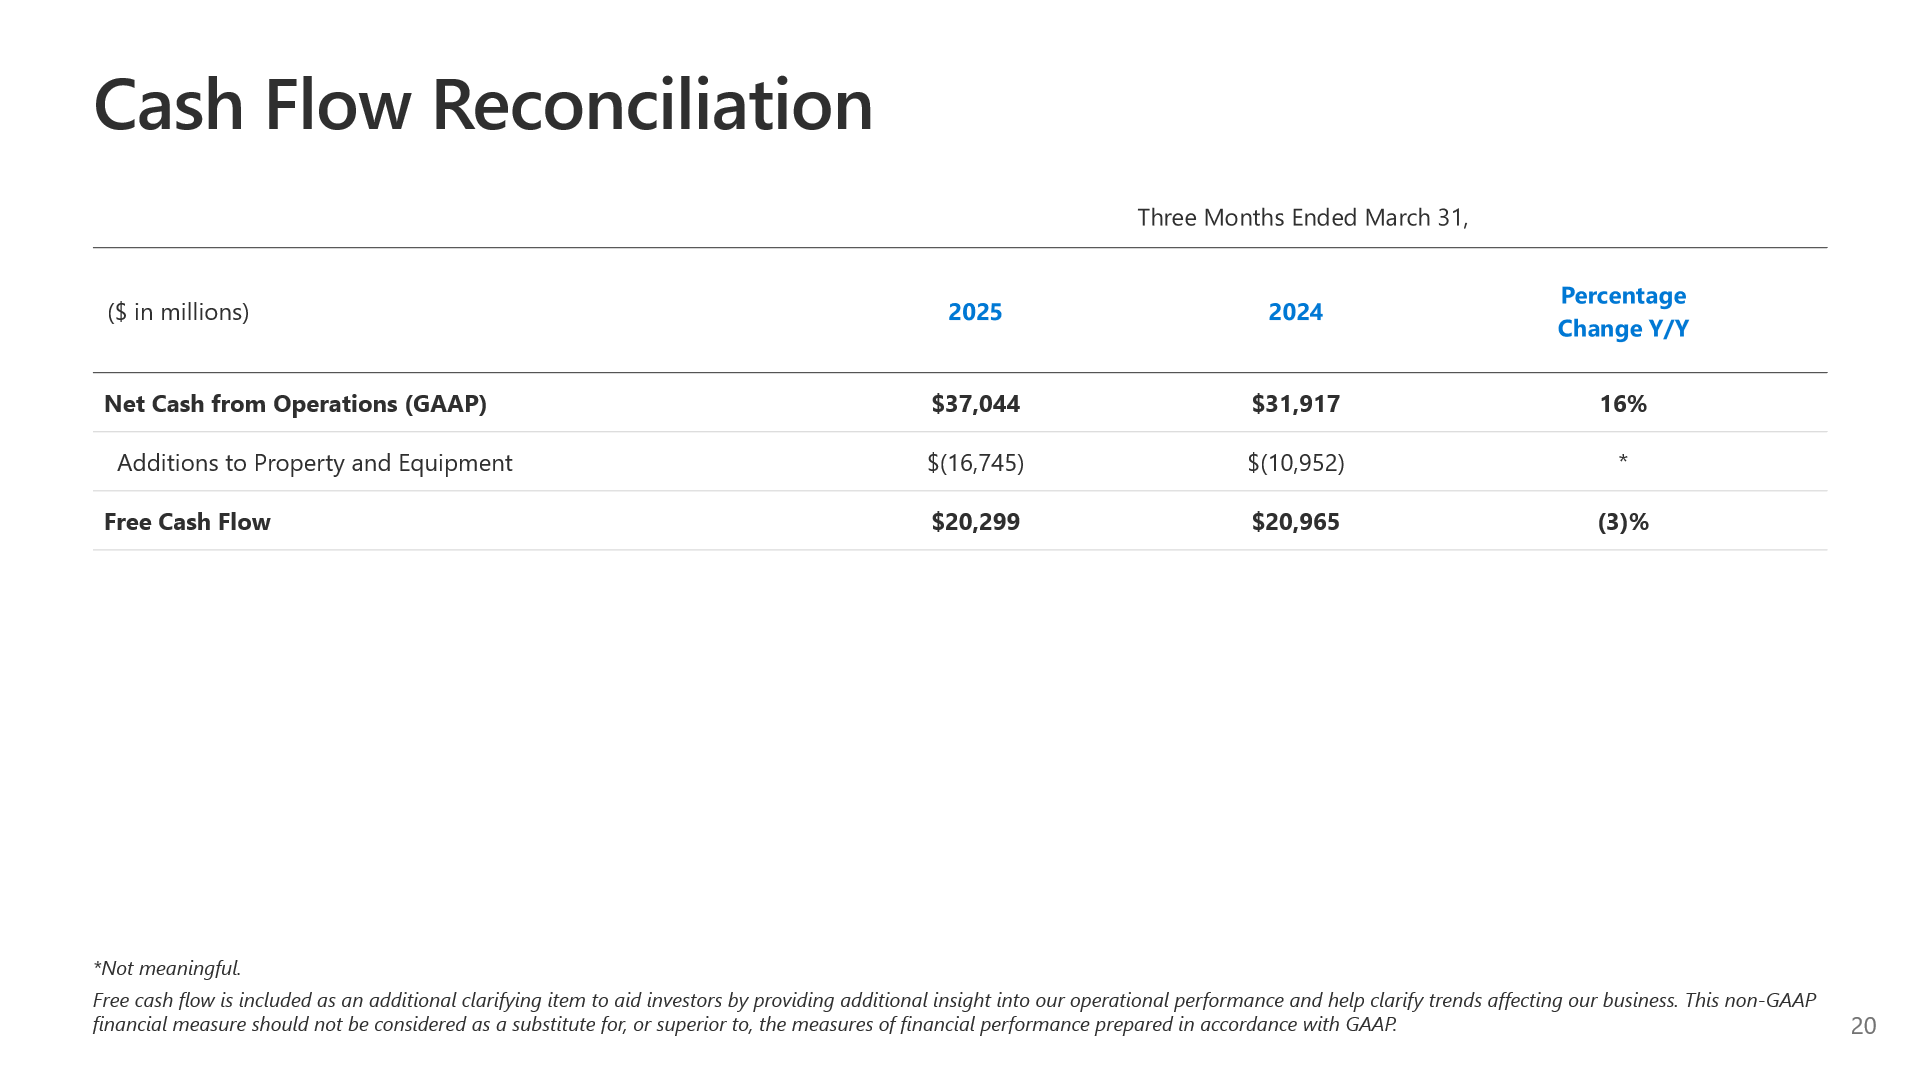 Cash Flow Reconciliation
Three Months Ended March 31,
($ in millions) 2025 2024 Percentage Change Y/Y
Net Cash from Operations (GAAP) $37,044 $31,917 16%
Additions to Property and Equipment $(16,745) $(10,952) *
Free Cash Flow $20,299 $20,965 (3)%
*Not meaningful.
Free cash flow is included as an additional clarifying item to aid investors by providing additional insight into our operational performance and help clarify trends affecting our business. This non-GAAP
financial measure should not be considered as a substitute for, or superior to, the measures of financial performance prepared in accordance with GAAP.
20